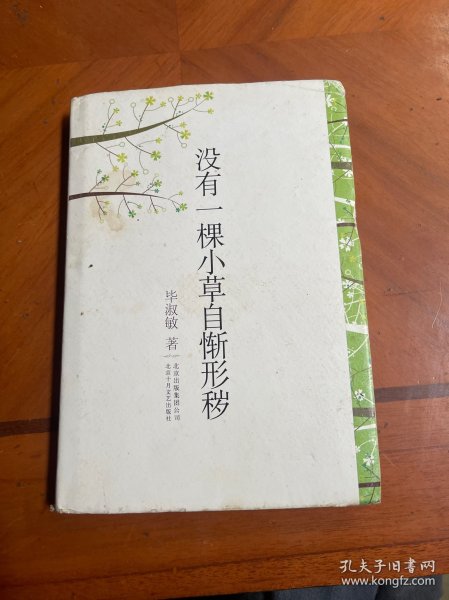 没有一棵小草自惭形秽
毕淑敏 著
北京出版集团公司
北京十月文艺出版社
孔夫子旧书网
www.kongfz.com